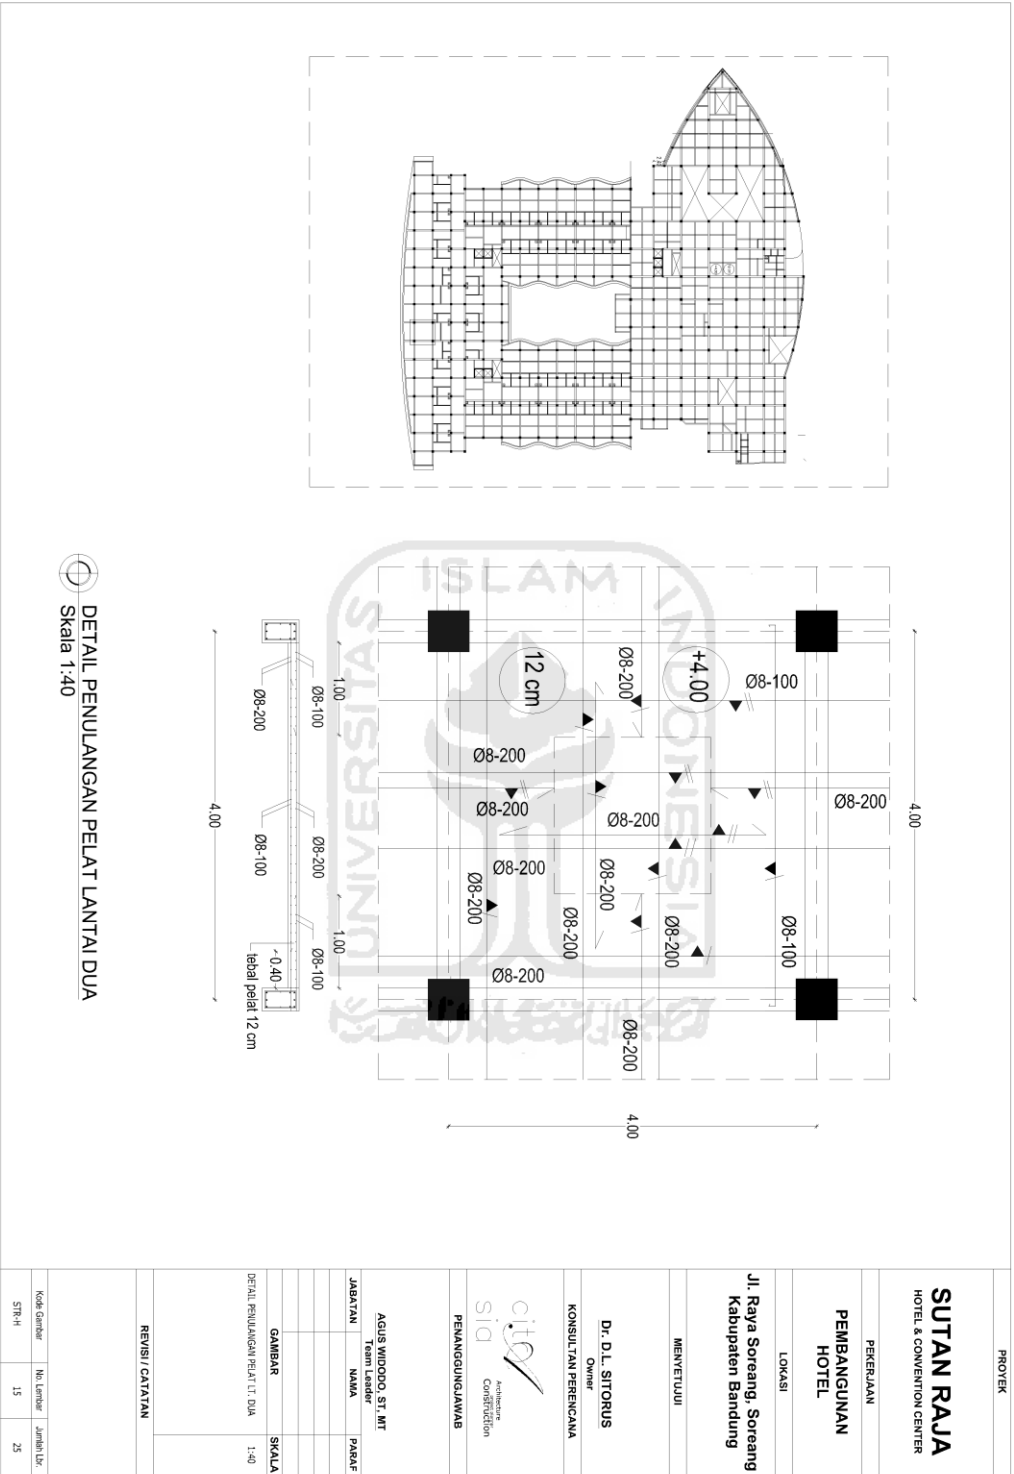 DETAIL PENULANGAN PELAT LANTAI DUA
Skala 1:40
4.00
4.00
4.00
1.00
1.00
Ø8-100
Ø8-200
Ø8-200
Ø8-100
Ø8-100
0.40
tebal pelat 12 cm
ISLAM
UNIVERSITAS
INDONESIA
12 cm
+4.00
Ø8-200
Ø8-100
Ø8-200
Ø8-200
Ø8-200
Ø8-200
Ø8-200
Ø8-200
Ø8-200
Ø8-200
Ø8-200
Ø8-100
Ø8-200
Ø8-200
PROYEK
SUTAN RAJA
HOTEL & CONVENTION CENTER
PEKERJAAN
PEMBANGUNAN
HOTEL
LOKASI
Jl. Raya Soreang, Soreang
Kabupaten Bandung
MENYETUJUI
Dr. D.L. SITORUS
Owner
KONSULTAN PERENCANA
citra
sia
Architecture
Construction
PENANGGUNGJAWAB
AGUS WIDODO, ST, MT
Team Leader
JABATAN NAMA PARAF
GAMBAR SKALA
DETAIL PENULANGAN PELAT LT. DUA 1:40
REVISI / CATATAN
Kode Gambar No. Lembar Jumlah Lbr.
STR-H 15 25